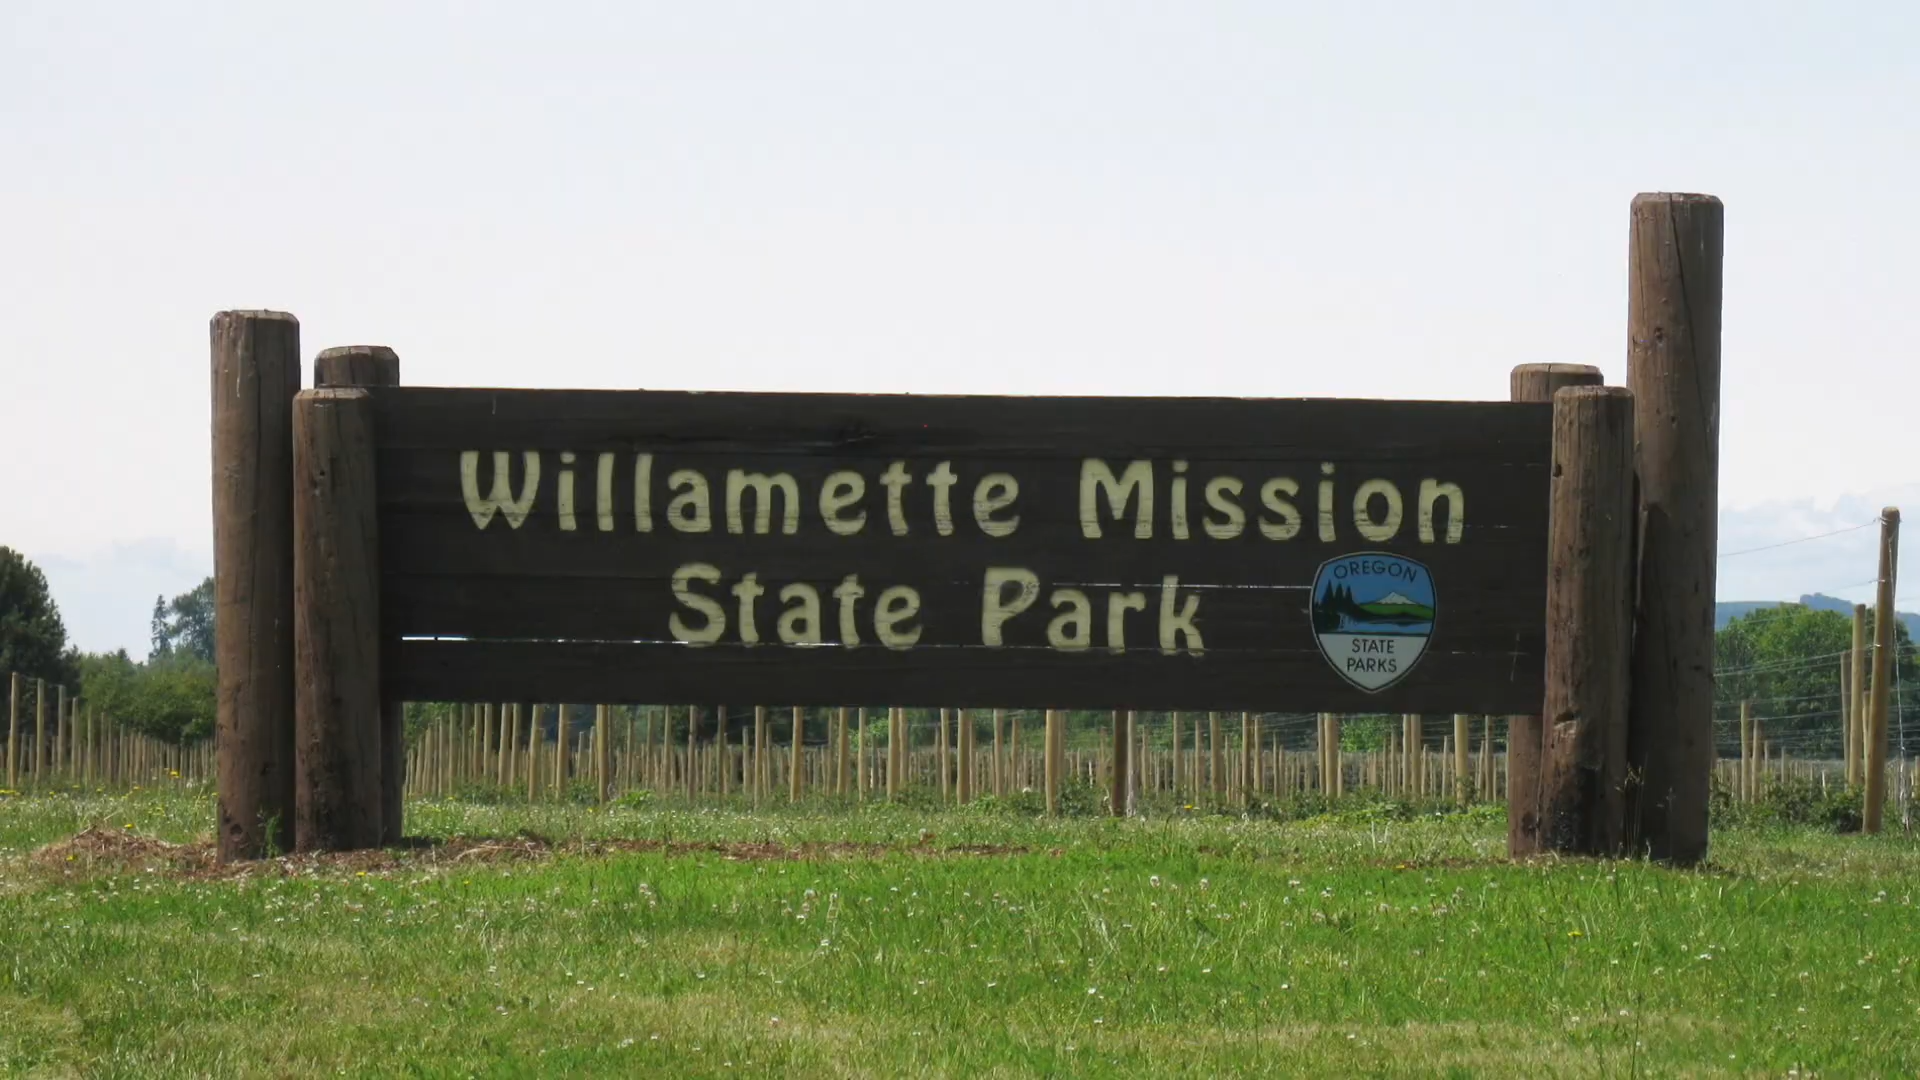 Willamette Mission
State Park
OREGON
STATE
PARKS